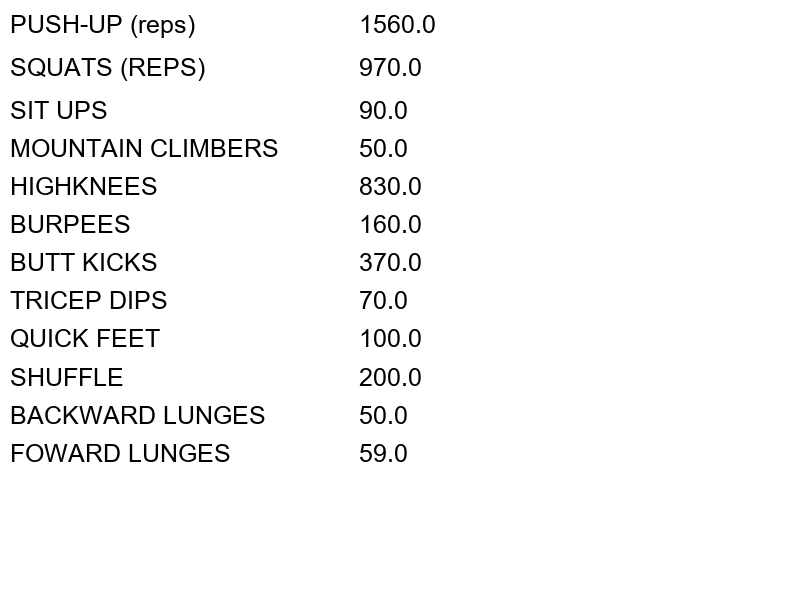 PUSH-UP (reps) 1560.0
SQUATS (REPS) 970.0
SIT UPS 90.0
MOUNTAIN CLIMBERS 50.0
HIGHKNEES 830.0
BURPEES 160.0
BUTT KICKS 370.0
TRICEP DIPS 70.0
QUICK FEET 100.0
SHUFFLE 200.0
BACKWARD LUNGES 50.0
FOWARD LUNGES 59.0